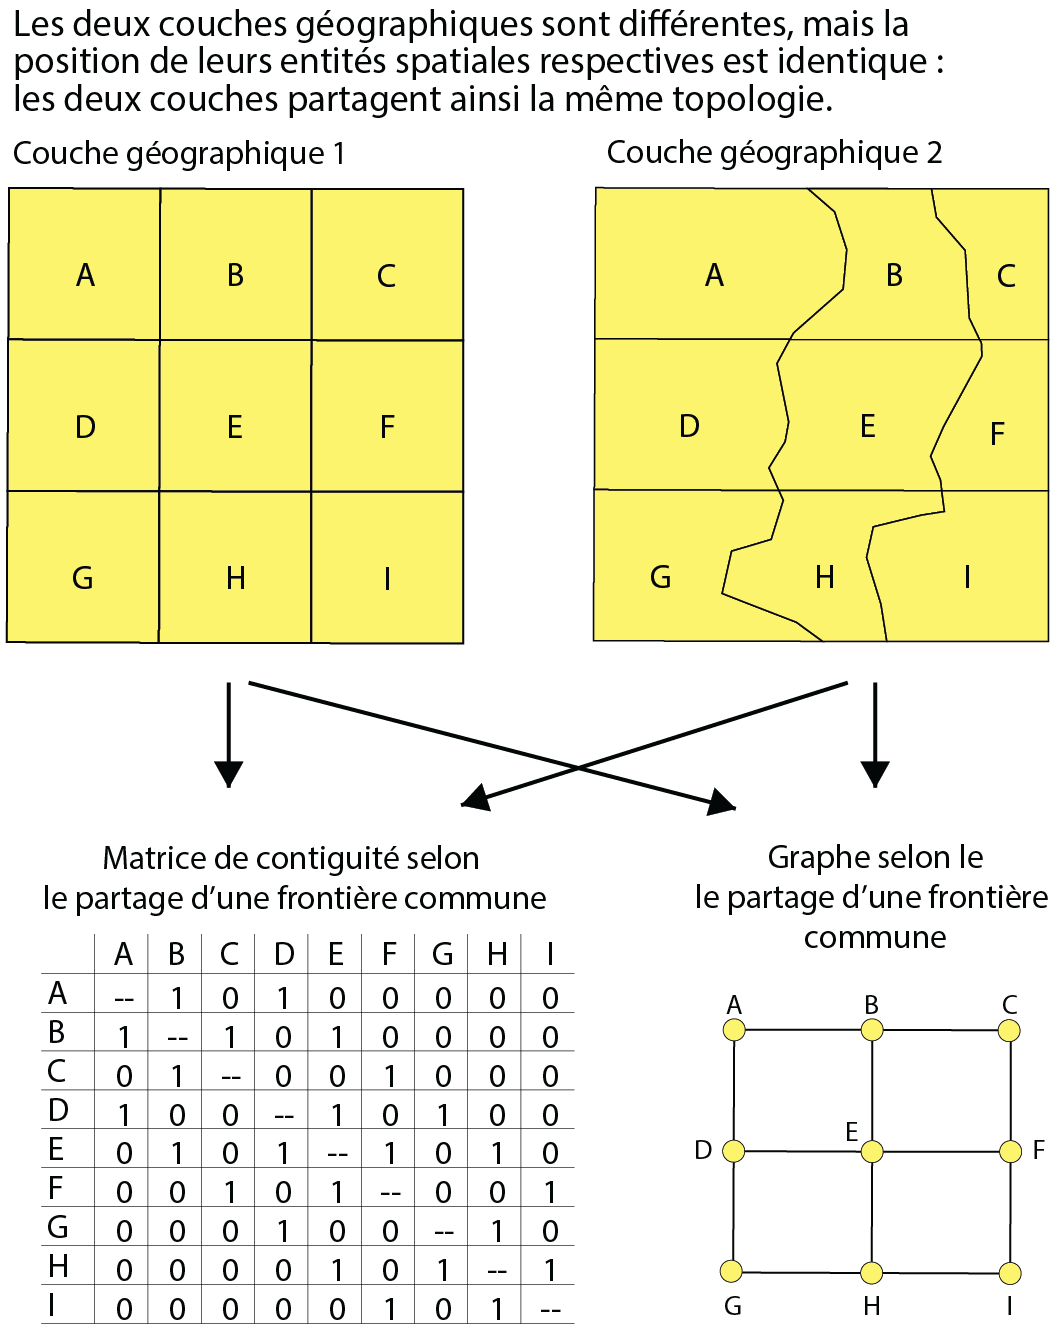 Les deux couches géographiques sont différentes, mais la
position de leurs entités spatiales respectives est identique :
les deux couches partagent ainsi la même topologie.
Couche géographique 1
A B C
D E F
G H I
Couche géographique 2
A B C
D E F
G H I
Matrice de contiguité selon
le partage d’une frontière commune
A B C D E F G H I
A -- 1 0 1 0 0 0 0 0
B 1 -- 1 0 1 0 0 0 0
C 0 1 -- 0 0 1 0 0 0
D 1 0 0 -- 1 0 1 0 0
E 0 1 0 1 -- 1 0 1 0
F 0 0 1 0 1 -- 0 0 1
G 0 0 0 1 0 0 -- 1 0
H 0 0 0 0 1 0 1 -- 1
I 0 0 0 0 0 1 0 1 --
Graphe selon le
le partage d’une frontière
commune
A B C
D E F
G H I